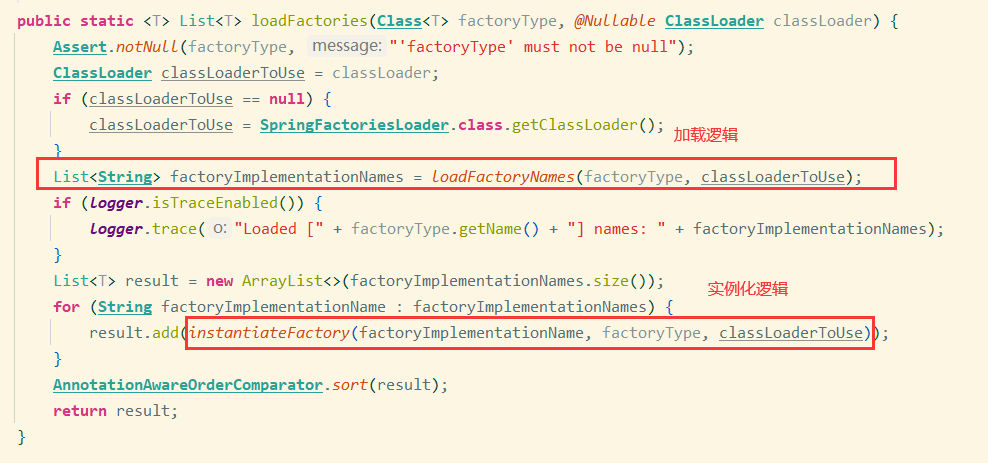 public static <T> List<T> loadFactories(Class<T> factoryType, @Nullable ClassLoader classLoader) {
Assert.notNull(factoryType, message: "'factoryType' must not be null");
ClassLoader classLoaderToUse = classLoader;
if (classLoaderToUse == null) {
classLoaderToUse = SpringFactoriesLoader.class.getClassLoader();
加载逻辑
}
List<String> factoryImplementationNames = loadFactoryNames(factoryType, classLoaderToUse);
if (logger.isTraceEnabled()) {
logger.trace( o: "Loaded [" + factoryType.getName() + "] names: " + factoryImplementationNames);
}
List<T> result = new ArrayList<>(factoryImplementationNames.size());
实例化逻辑
for (String factoryImplementationName : factoryImplementationNames) {
result.add(instantiateFactory(factoryImplementationName, factoryType, classLoaderToUse));
}
AnnotationAwareOrderComparator.sort(result);
return result;
}